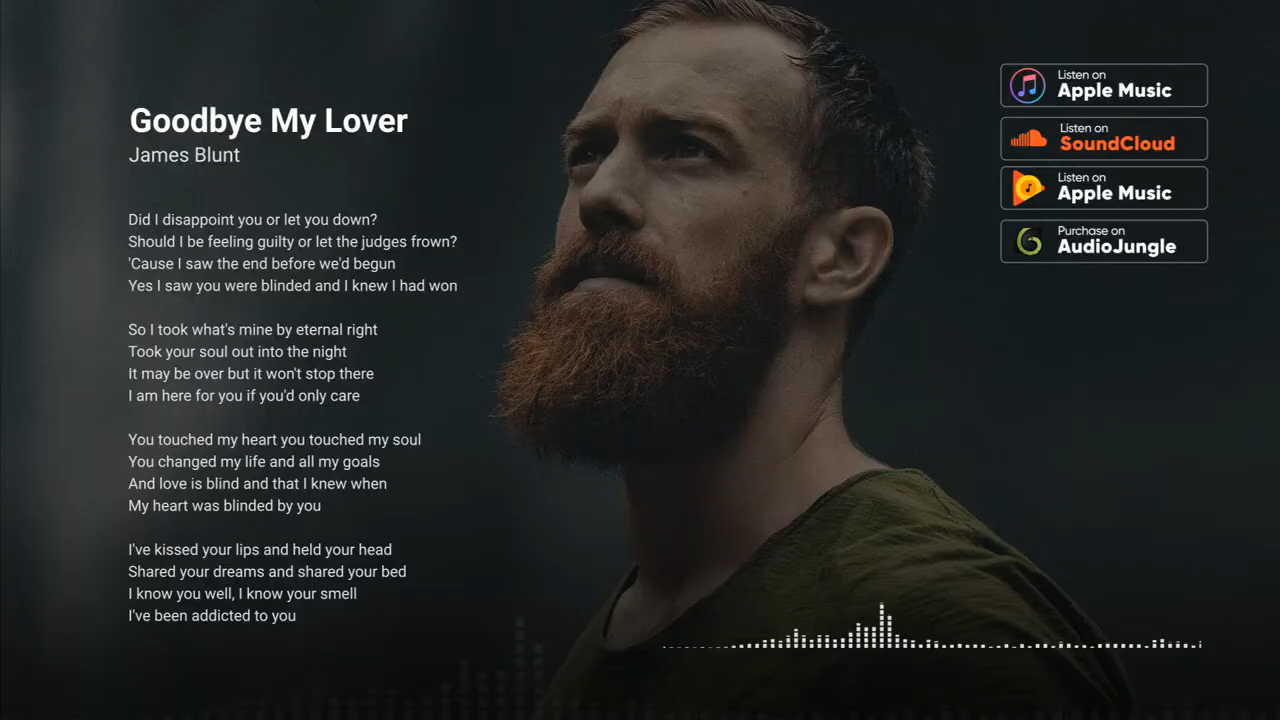 Goodbye My Lover
James Blunt
Did I disappoint you or let you down?
Should I be feeling guilty or let the judges frown?
'Cause I saw the end before we'd begun
Yes I saw you were blinded and I knew I had won
So I took what's mine by eternal right
Took your soul out into the night
It may be over but it won't stop there
I am here for you if you'd only care
You touched my heart you touched my soul
You changed my life and all my goals
And love is blind and that I knew when
My heart was blinded by you
I've kissed your lips and held your head
Shared your dreams and shared your bed
I know you well, I know your smell
I've been addicted to you
Listen on
Apple Music
Listen on
SoundCloud
Listen on
Apple Music
Purchase on
AudioJungle